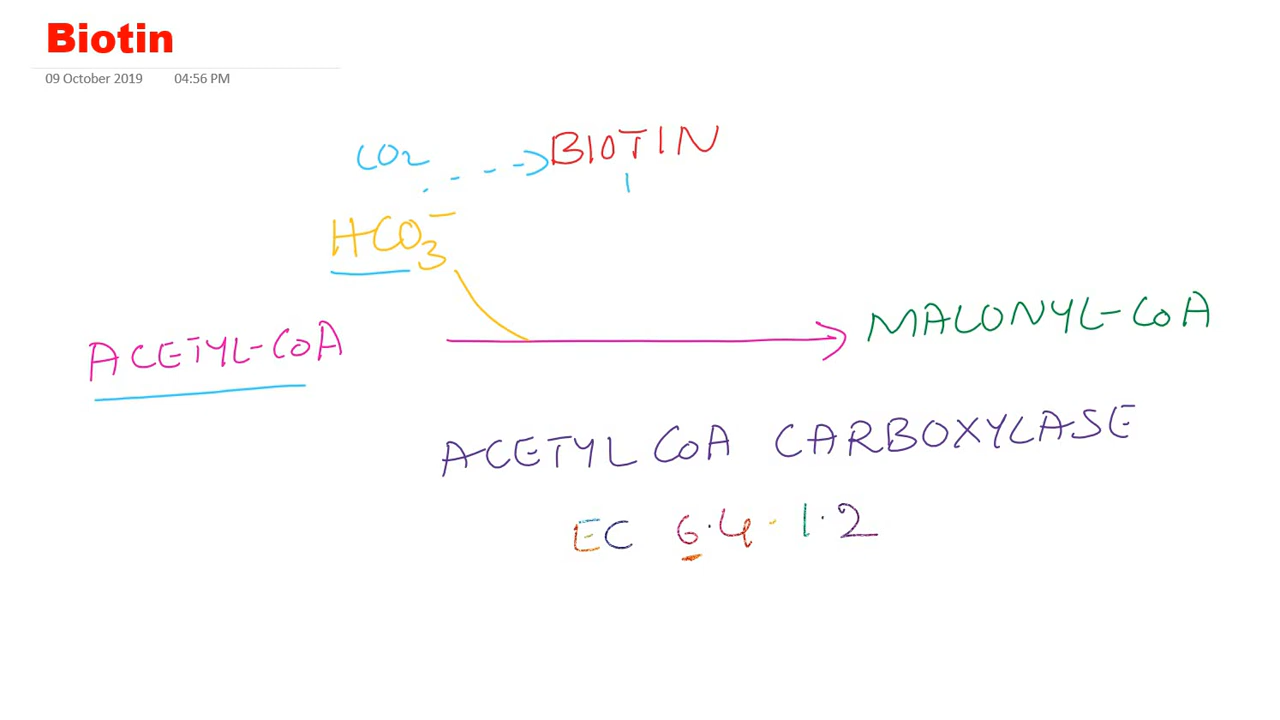 Biotin
09 October 2019 04:56 PM
CO2 BIOTIN
HCO3-
ACETYL-CoA
MALONYL-CoA
ACETYL CoA CARBOXYLASE
EC 6.4.1.2